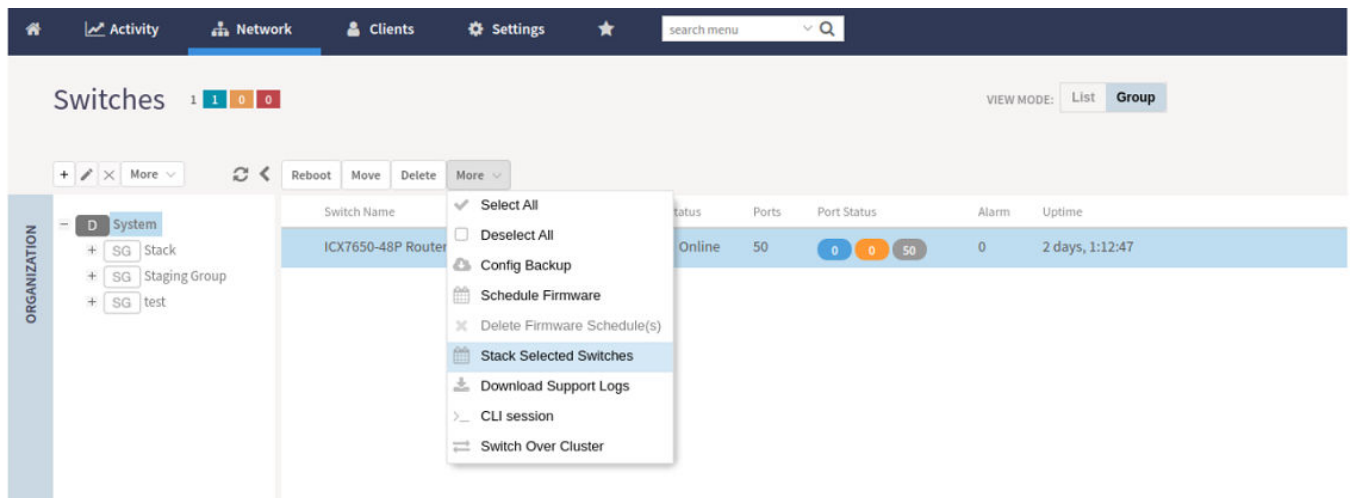 Activity Network Clients Settings search menu
Switches 1 1 0 0 VIEW MODE: List Group
+ More Reboot Move Delete More
ORGANIZATION
D System
SG Stack
SG Staging Group
SG test
Switch Name tatus Ports Port Status Alarm Uptime
ICX7650-48P Router Online 50 0 0 50 0 2 days, 1:12:47
Select All
Deselect All
Config Backup
Schedule Firmware
Delete Firmware Schedule(s)
Stack Selected Switches
Download Support Logs
CLI session
Switch Over Cluster